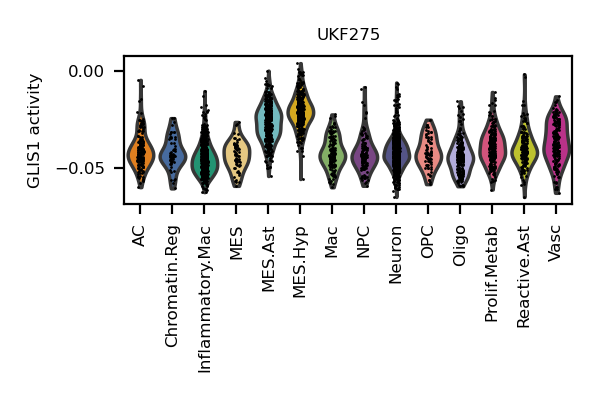 UKF275
GLIS1 activity
0.00
−0.05
AC
Chromatin.Reg
Inflammatory.Mac
MES
MES.Ast
MES.Hyp
Mac
NPC
Neuron
OPC
Oligo
Prolif.Metab
Reactive.Ast
Vasc